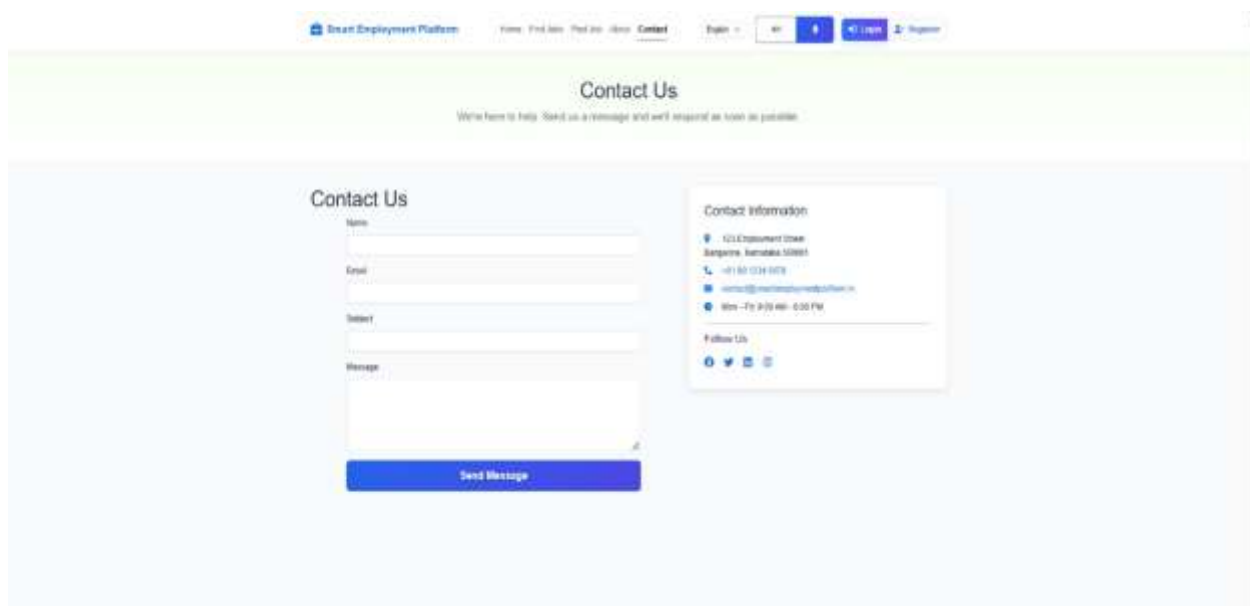 Smart Employment Platform
Home Find Jobs Post Job About Contact
English
Login
Register
Contact Us
We're here to help. Send us a message and we'll respond as soon as possible.
Contact Us
Name
Email
Subject
Message
Send Message
Contact Information
123 Employment Street
Bangalore, Karnataka
Mon - Fri 9:00 AM - 6:00 PM
Follow Us